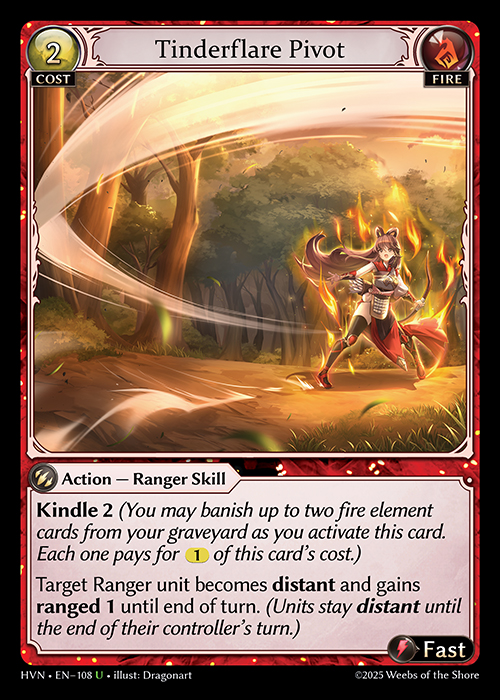 2
Tinderflare Pivot
COST
FIRE
Action — Ranger Skill
Kindle 2 (You may banish up to two fire element
cards from your graveyard as you activate this card.
Each one pays for 1 of this card's cost.)
Target Ranger unit becomes distant and gains
ranged 1 until end of turn. (Units stay distant until
the end of their controller's turn.)
Fast
HVN • EN–108 U • illust: Dragonart
©2025 Weebs of the Shore